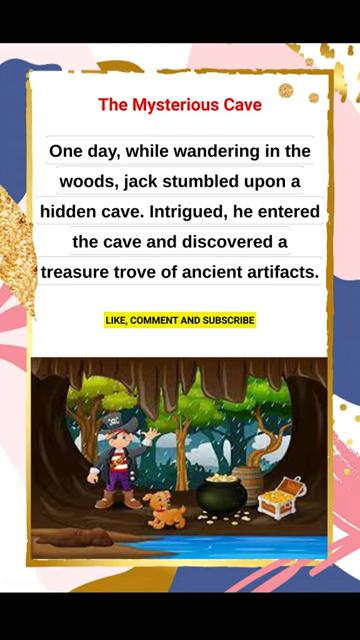 The Mysterious Cave
One day, while wandering in the
woods, jack stumbled upon a
hidden cave. Intrigued, he entered
the cave and discovered a
treasure trove of ancient artifacts.
LIKE, COMMENT AND SUBSCRIBE